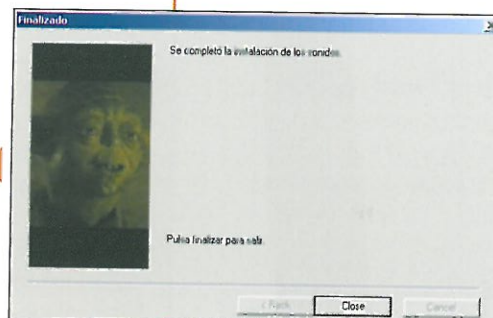 Finalizado
Se completó la instalación de los sonidos.
Pulsa finalizar para salir.
< Back
Close
Cancel